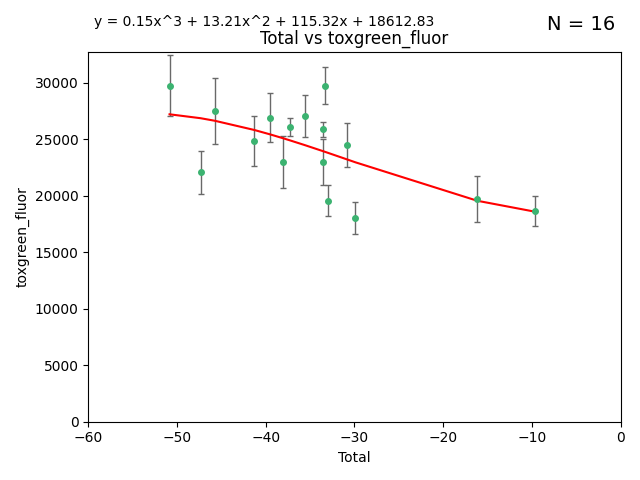 y = 0.15x^3 + 13.21x^2 + 115.32x + 18612.83
N = 16
Total vs toxgreen_fluor
toxgreen_fluor
30000
25000
20000
15000
10000
5000
0
−60
−50
−40
−30
−20
−10
0
Total